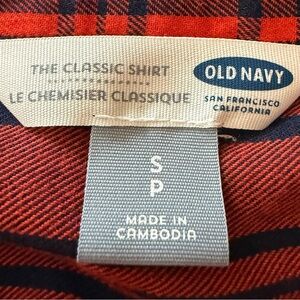 THE CLASSIC SHIRT
LE CHEMISIER CLASSIQUE
OLD NAVY
SAN FRANCISCO
CALIFORNIA
S
P
MADE IN
CAMBODIA